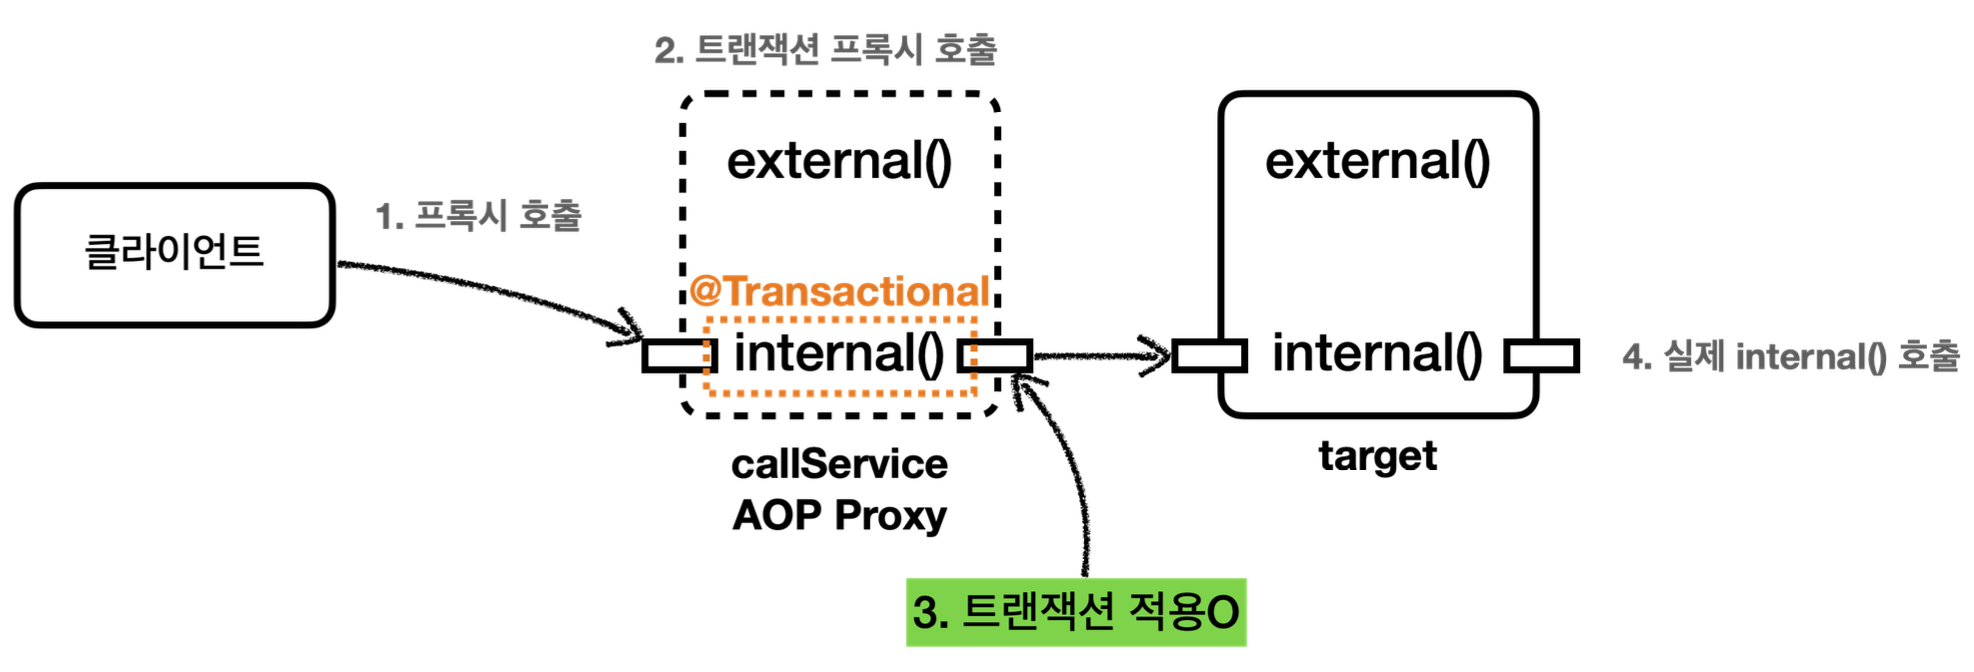 2. 트랜잭션 프록시 호출
external()
external()
1. 프록시 호출
클라이언트
@Transactional
internal()
internal()
4. 실제 internal() 호출
callService
AOP Proxy
target
3. 트랜잭션 적용O